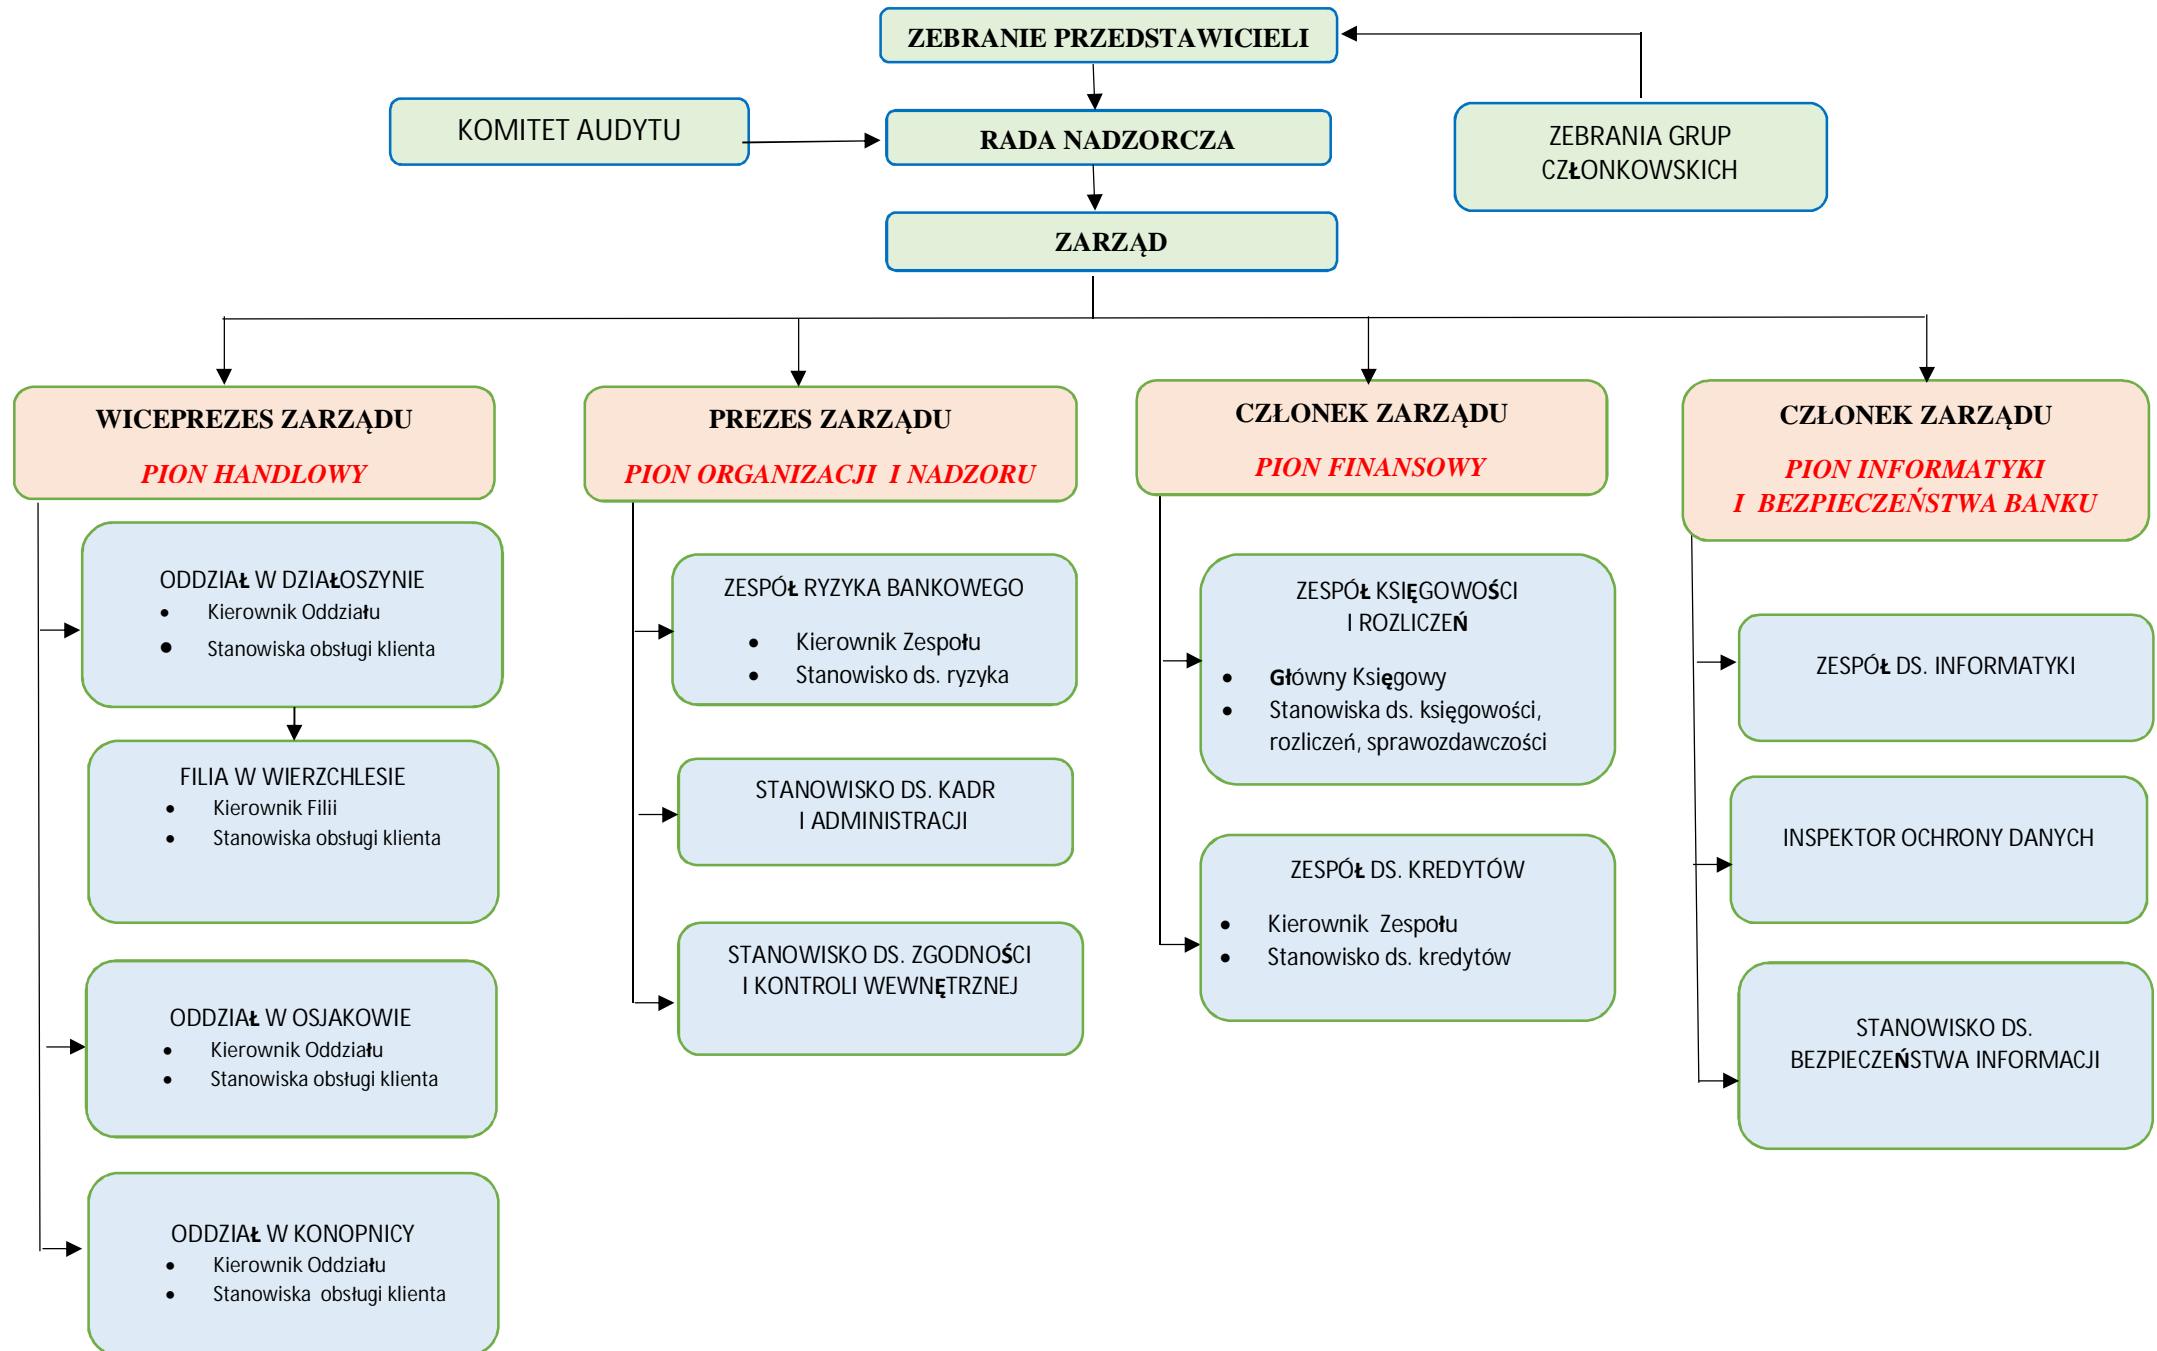 ZEBRANIE PRZEDSTAWICIELI
KOMITET AUDYTU
RADA NADZORCZA
ZEBRANIA GRUP
CZŁONKOWSKICH
ZARZĄD
WICEPREZES ZARZĄDU
PION HANDLOWY
ODDZIAŁ W DZIAŁOSZYNIE
• Kierownik Oddziału
• Stanowiska obsługi klienta
FILIA W WIERZCHLESIE
• Kierownik Filii
• Stanowiska obsługi klienta
ODDZIAŁ W OSJAKOWIE
• Kierownik Oddziału
• Stanowiska obsługi klienta
ODDZIAŁ W KONOPNICY
• Kierownik Oddziału
• Stanowiska obsługi klienta
PREZES ZARZĄDU
PION ORGANIZACJI I NADZORU
ZESPÓŁ RYZYKA BANKOWEGO
• Kierownik Zespołu
• Stanowisko ds. ryzyka
STANOWISKO DS. KADR
I ADMINISTRACJI
STANOWISKO DS. ZGODNOŚCI
I KONTROLI WEWNĘTRZNEJ
CZŁONEK ZARZĄDU
PION FINANSOWY
ZESPÓŁ KSIĘGOWOŚCI
I ROZLICZEŃ
• Główny Księgowy
• Stanowiska ds. księgowości,
rozliczeń, sprawozdawczości
ZESPÓŁ DS. KREDYTÓW
• Kierownik Zespołu
• Stanowisko ds. kredytów
CZŁONEK ZARZĄDU
PION INFORMATYKI
I BEZPIECZEŃSTWA BANKU
ZESPÓŁ DS. INFORMATYKI
INSPEKTOR OCHRONY DANYCH
STANOWISKO DS.
BEZPIECZEŃSTWA INFORMACJI